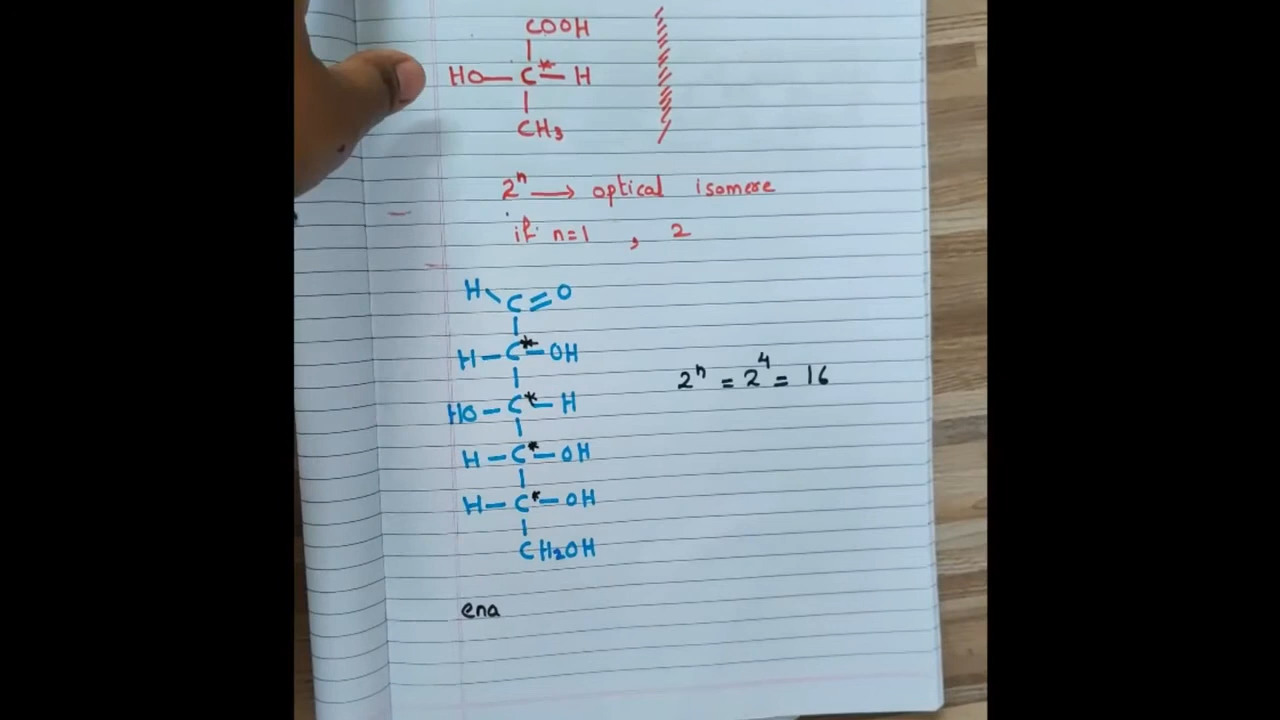 COOH
HO—C*—H
CH₃
2ⁿ → optical isomere
if n=1 , 2
H C=O
H—C*—OH
2ⁿ = 2⁴ = 16
HO—C*—H
H—C*—OH
H—C*—OH
CH₂OH
ena